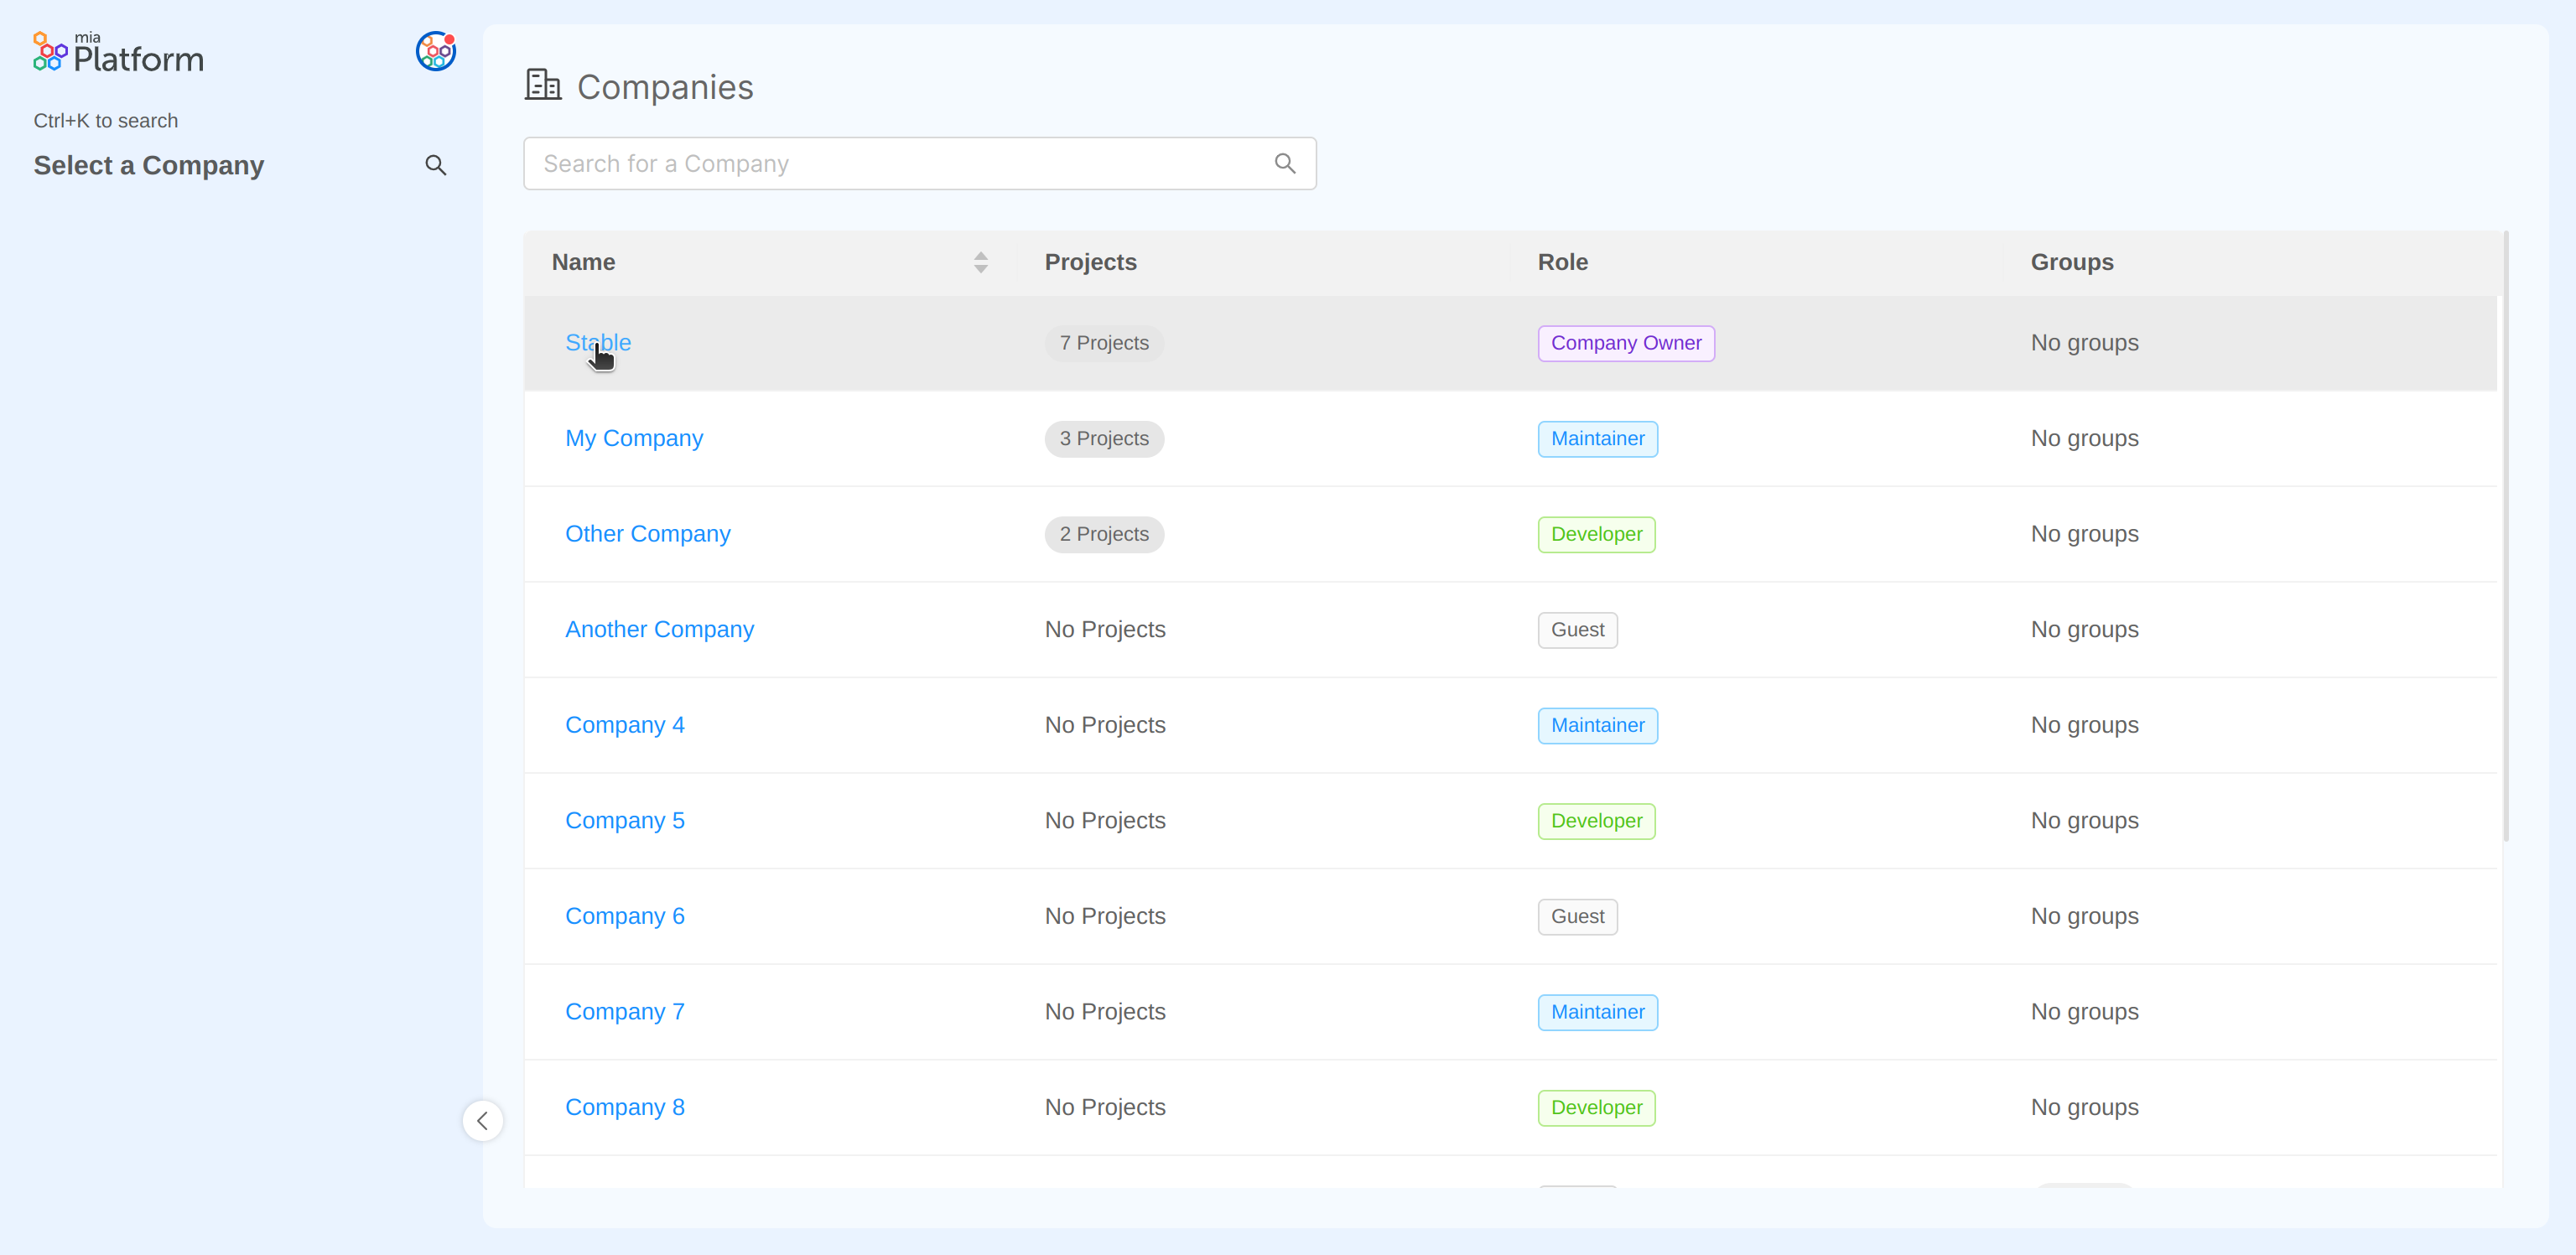 mia
Platform
Ctrl+K to search
Select a Company
Companies
Search for a Company
Name Projects Role Groups
Stable 7 Projects Company Owner No groups
My Company 3 Projects Maintainer No groups
Other Company 2 Projects Developer No groups
Another Company No Projects Guest No groups
Company 4 No Projects Maintainer No groups
Company 5 No Projects Developer No groups
Company 6 No Projects Guest No groups
Company 7 No Projects Maintainer No groups
Company 8 No Projects Developer No groups